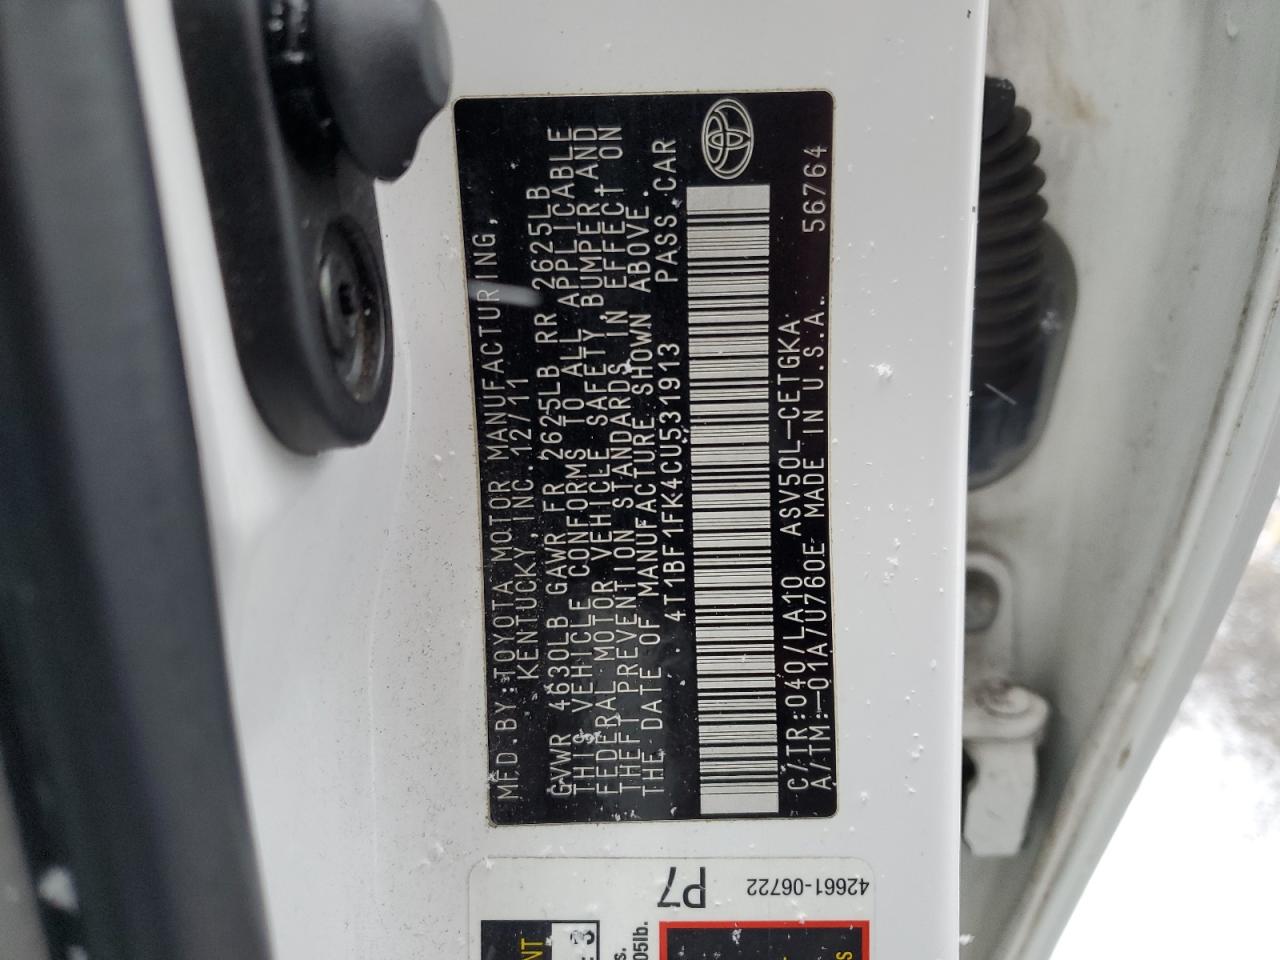 MFD.BY:TOYOTA MOTOR MANUFACTURING,
KENTUCKY,INC.12/11
GVWR 4630LB GAWR FR 2625LB RR 2625LB
THIS VEHICLE CONFORMS TO ALL APPLICABLE
FEDERAL MOTOR VEHICLE SAFETY,BUMPER,AND
THEFT PREVENTION STANDARDS IN EFFECT ON
THE DATE OF MANUFACTURE SHOWN ABOVE.
4T1BF1FK4CU531913 PASS.CAR
C/TR:040/LA10 ASV50L-CETGKA
A/TM:-01A/U760E MADE IN U.S.A. 56764
P7
42661-06722
NT
3
s.
05lb.